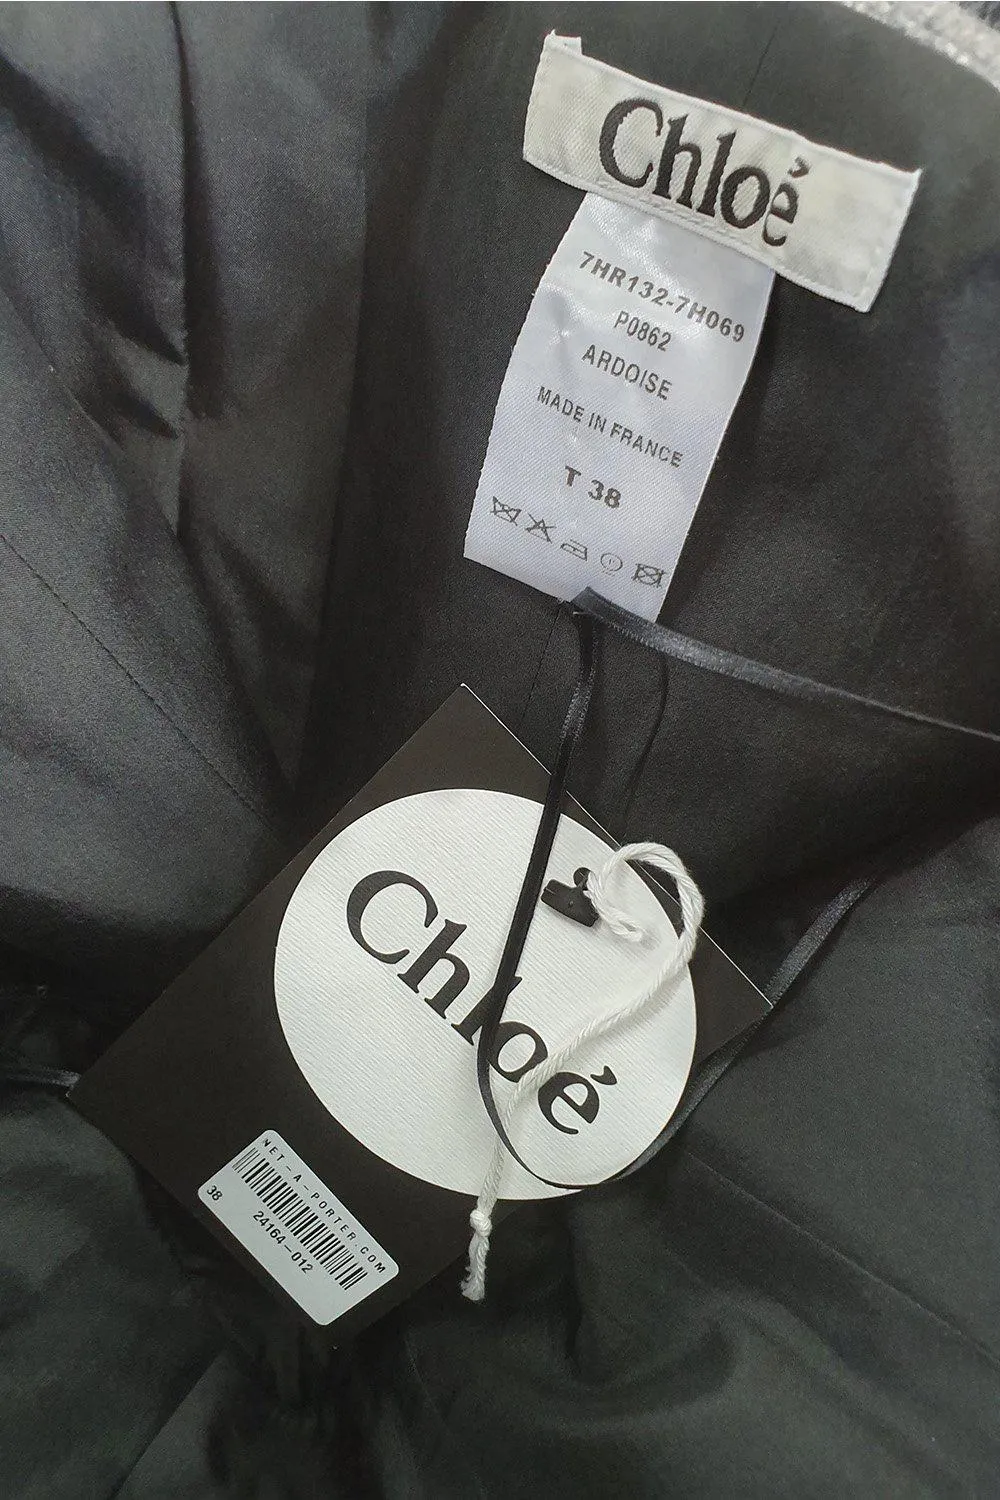 Chloé
7HR132-7H069
P0862
ARDOISE
MADE IN FRANCE
T 38
Chloé
NET-A-PORTER.COM
38
24164-012